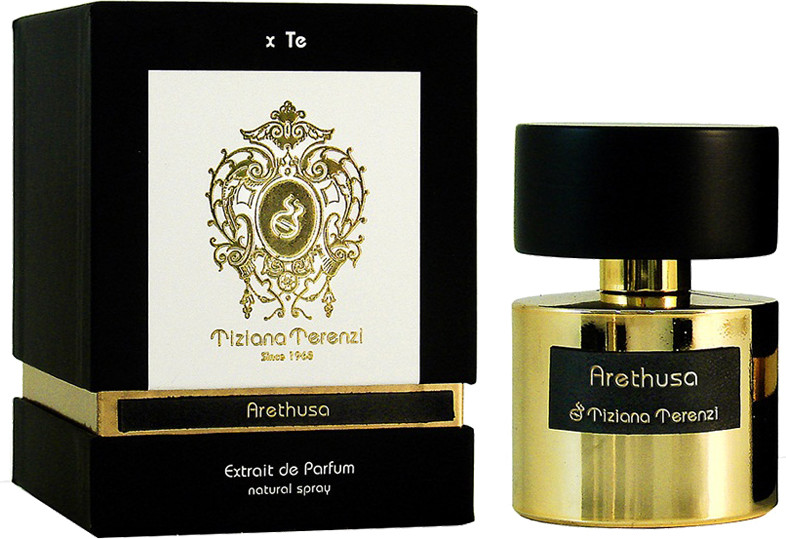 x Te
Tiziana Terenzi
Since 1968
Arethusa
Extrait de Parfum
natural spray
Arethusa
Tiziana Terenzi